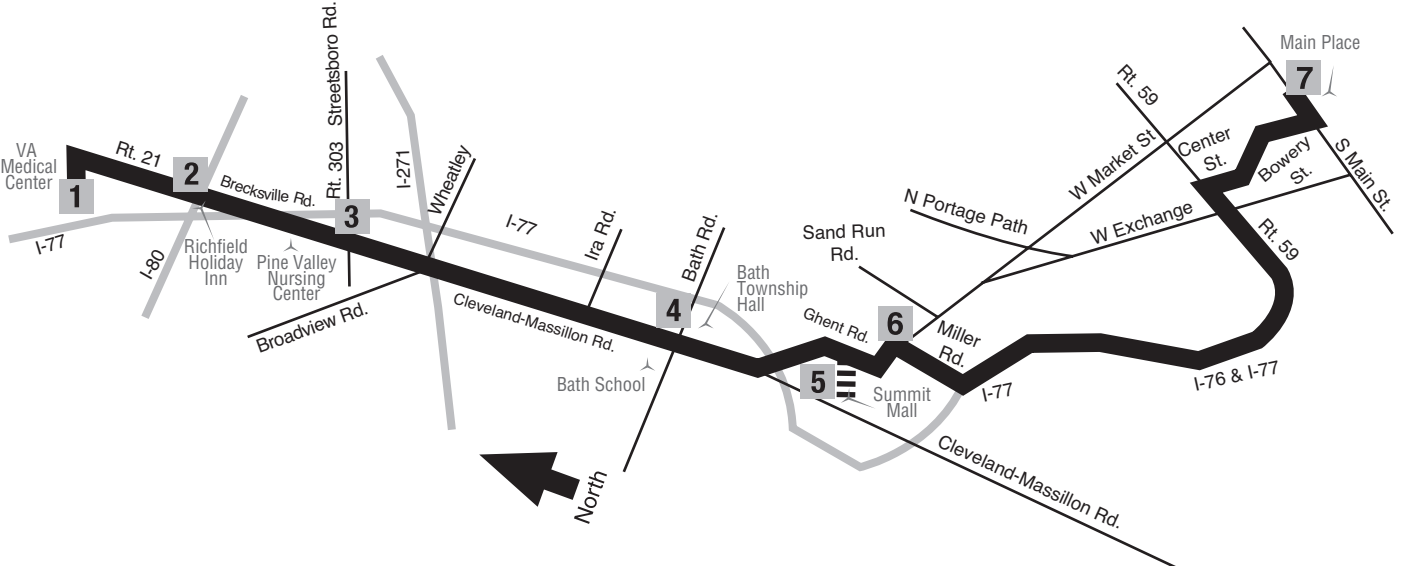 VA
Medical
Center
1
Rt. 21
2
Brecksville Rd.
Rt. 303 Streetsboro Rd.
3
I-271
Wheatley
I-77
I-77
I-80
Richfield
Holiday
Inn
Pine Valley
Nursing
Center
Broadview Rd.
Cleveland-Massillon Rd.
Ira Rd.
Bath Rd.
4
Bath
Township
Hall
Bath School
North
Ghent Rd.
5
Summit
Mall
6
Miller
Rd.
Sand Run
Rd.
N Portage Path
W Market St
W Exchange
Rt. 59
Center
St.
Bowery
St.
Main Place
7
S Main St.
Rt. 59
I-76 & I-77
I-77
Cleveland-Massillon Rd.